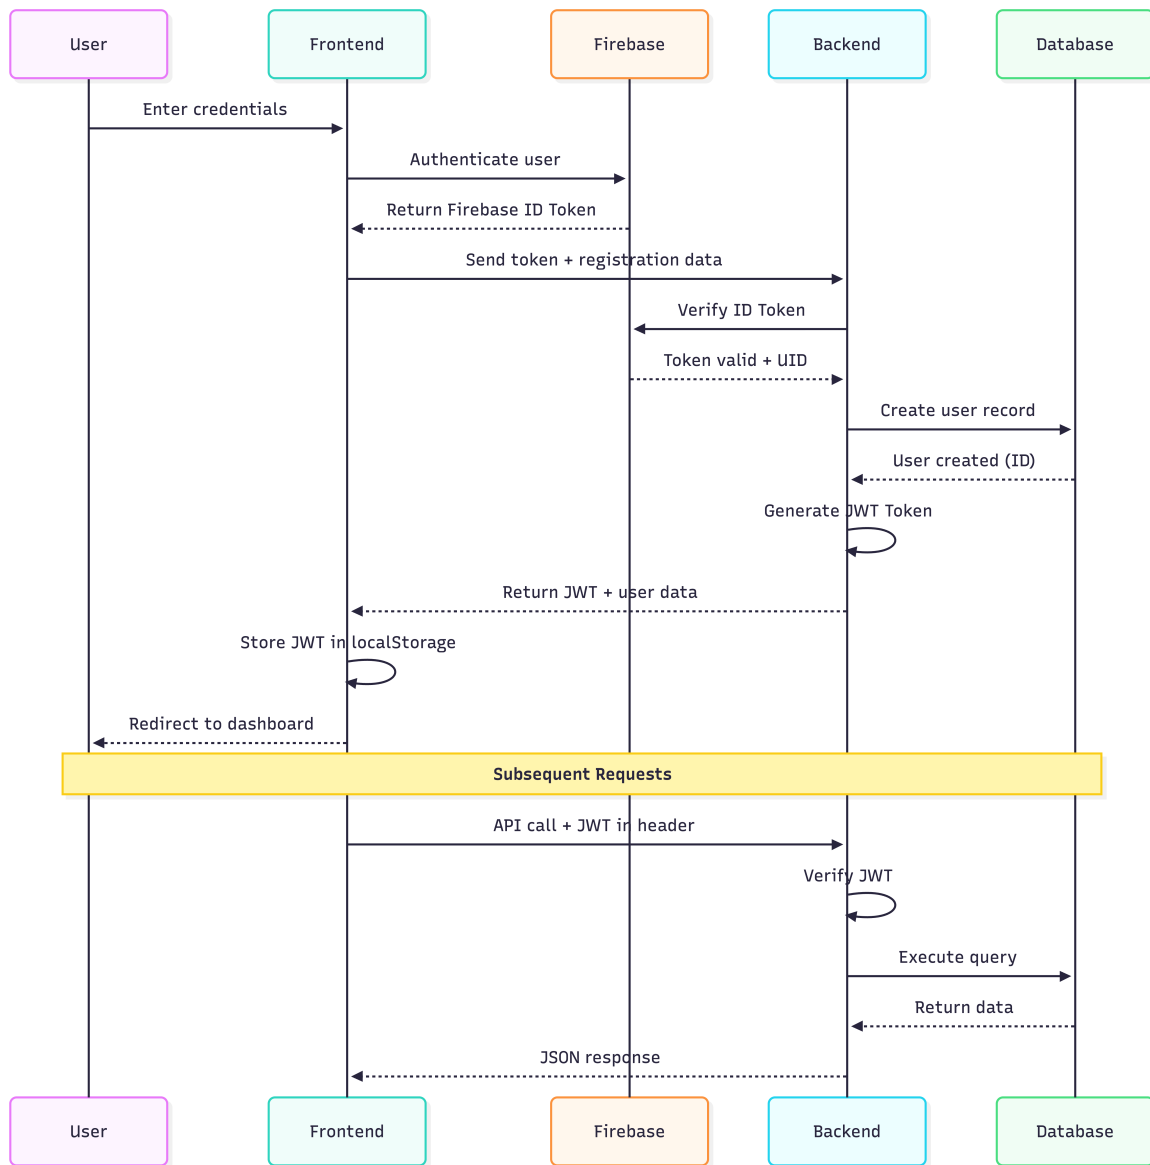 User
Frontend
Firebase
Backend
Database
Enter credentials
Authenticate user
Return Firebase ID Token
Send token + registration data
Verify ID Token
Token valid + UID
Create user record
User created (ID)
Generate JWT Token
Return JWT + user data
Store JWT in localStorage
Redirect to dashboard
Subsequent Requests
API call + JWT in header
Verify JWT
Execute query
Return data
JSON response
User
Frontend
Firebase
Backend
Database